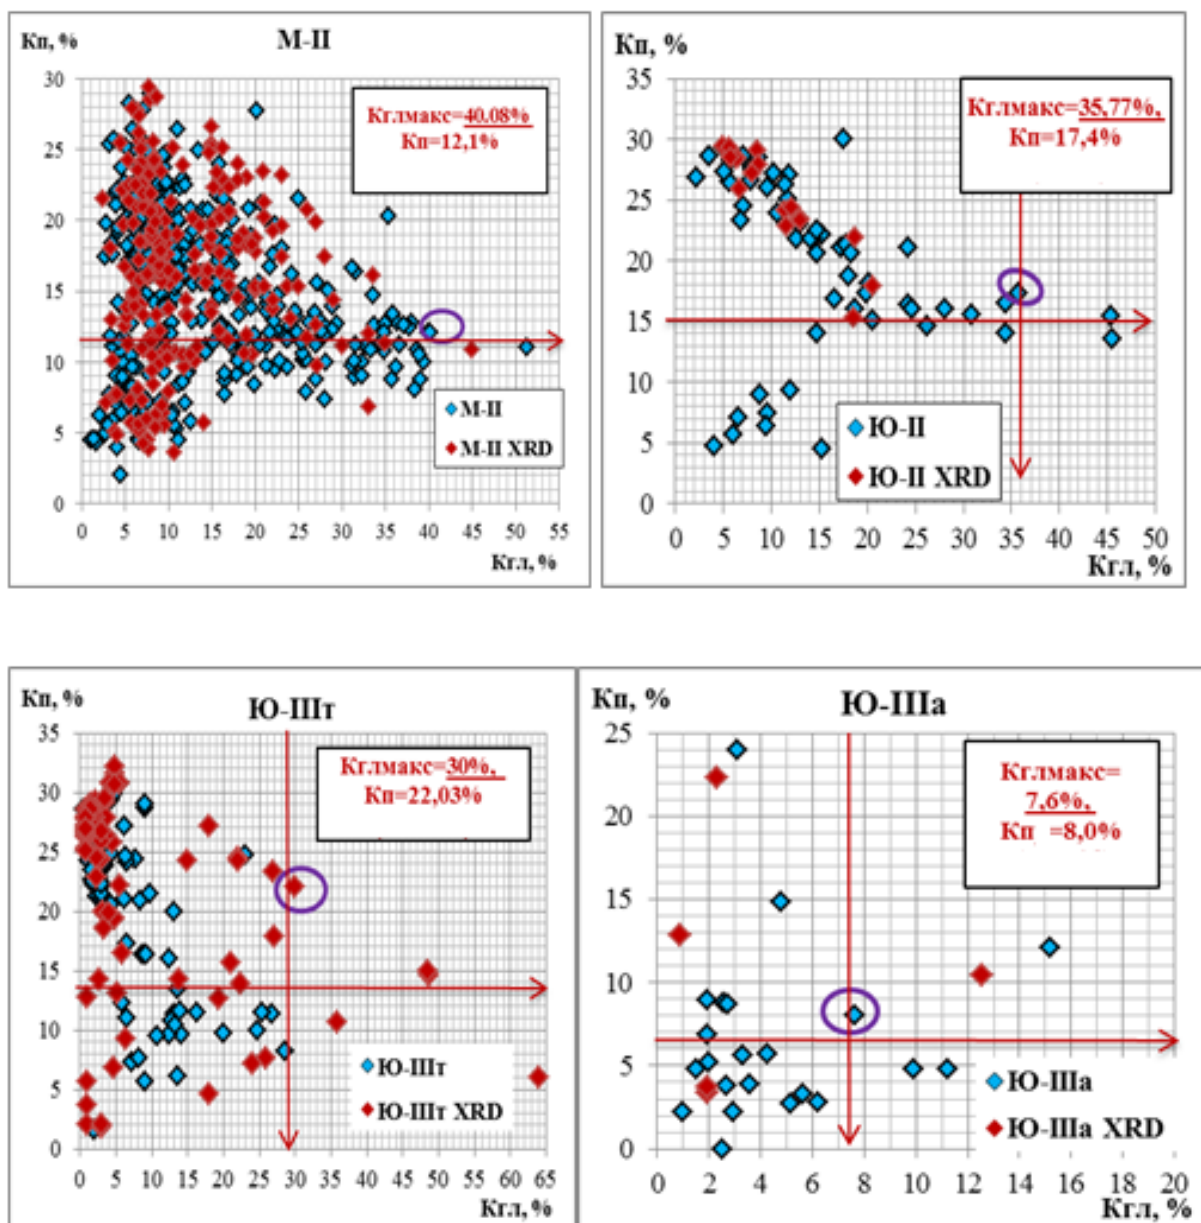 Кп, %
М-II
30
25
20
15
10
5
0
Кглмакс=40.08%
Кп=12,1%
М-II
М-II XRD
0 5 10 15 20 25 30 35 40 45 50 55
Кгл, %
Кп, %
35
30
25
20
15
10
5
0
Кглмакс=35,77%,
Кп=17,4%
Ю-II
Ю-II XRD
0 5 10 15 20 25 30 35 40 45 50
Кгл, %
Кп, %
Ю-IIIт
35
30
25
20
15
10
5
0
Кглмакс=30%,
Кп=22,03%
Ю-IIIт
Ю-IIIт XRD
0 5 10 15 20 25 30 35 40 45 50 55 60 65
Кгл, %
Кп, %
Ю-IIIа
25
20
15
10
5
0
Кглмакс=
7,6%,
Кп =8,0%
Ю-IIIа
Ю-IIIа XRD
0 2 4 6 8 10 12 14 16 18 20
Кгл, %